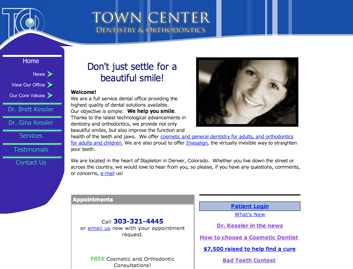 TC
TOWN CENTER
DENTISTRY & ORTHODONTICS
Home
News
View Our Office
Our Core Values
Dr. Brett Kessler
Dr. Gina Kessler
Services
Testimonials
Contact Us
Don't just settle for a
beautiful smile!
Welcome!
We are a full service dental office providing the
highest quality of dental solutions available.
Our objective is simple: We help you smile.
Thanks to the latest technological advancements in
dentistry and orthodontics, we provide not only
beautiful smiles, but also improve the function and
health of the teeth and jaws. We offer cosmetic and general dentistry for adults, and orthodontics
for adults and children. We are also proud to offer Invisalign, the virtually invisible way to straighten
your teeth.
We are located in the heart of Stapleton in Denver, Colorado. Whether you live down the street or
across the country, we would love to hear from you, so please, if you have any questions, comments,
or concerns, e-mail us!
Appointments
Call 303-321-4445
or email us now with your appointment
request.
FREE Cosmetic and Orthodontic
Consultations!
Patient Login
What's New
Dr. Kessler in the news
How to choose a Cosmetic Dentist
$7,500 raised to help find a cure
Bad Teeth Contest